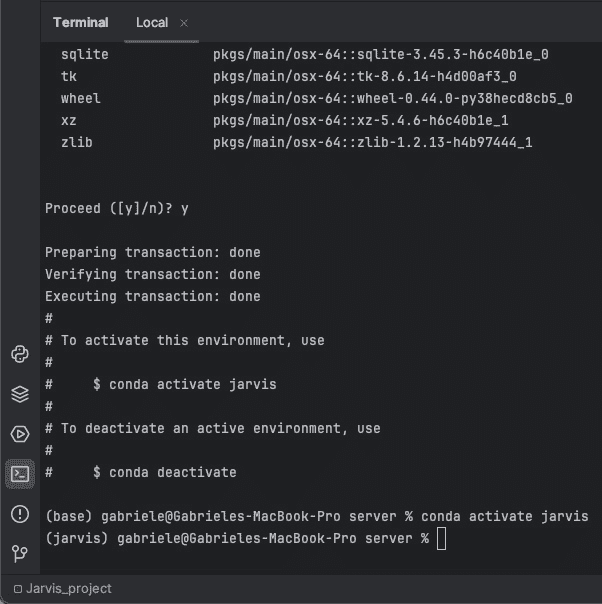 Terminal Local ×
sqlite pkgs/main/osx-64::sqlite-3.45.3-h6c40b1e_0
tk pkgs/main/osx-64::tk-8.6.14-h4d00af3_0
wheel pkgs/main/osx-64::wheel-0.44.0-py38hecd8cb5_0
xz pkgs/main/osx-64::xz-5.4.6-h6c40b1e_1
zlib pkgs/main/osx-64::zlib-1.2.13-h4b97444_1
Proceed ([y]/n)? y
Preparing transaction: done
Verifying transaction: done
Executing transaction: done
#
# To activate this environment, use
#
#     $ conda activate jarvis
#
# To deactivate an active environment, use
#
#     $ conda deactivate
(base) gabriele@Gabrieles-MacBook-Pro server % conda activate jarvis
(jarvis) gabriele@Gabrieles-MacBook-Pro server %
Jarvis_project